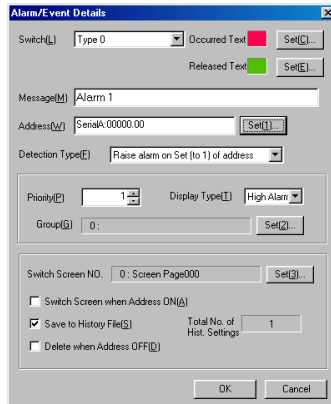 Alarm/Event Details
Switch(L) Type 0 Occurred Text Set(C)...
Released Text Set(E)...
Message(M) Alarm 1
Address(W) SerialA:00000.00 Set(1)...
Detection Type(F) Raise alarm on Set (to 1) of address
Priority(P) 1 Display Type(T) High Alarm
Group(G) 0 : Set(2)...
Switch Screen NO. 0 : Screen Page000 Set(3)...
Switch Screen when Address ON(A)
Save to History File(S) Total No. of Hist. Settings 1
Delete when Address OFF(D)
OK Cancel